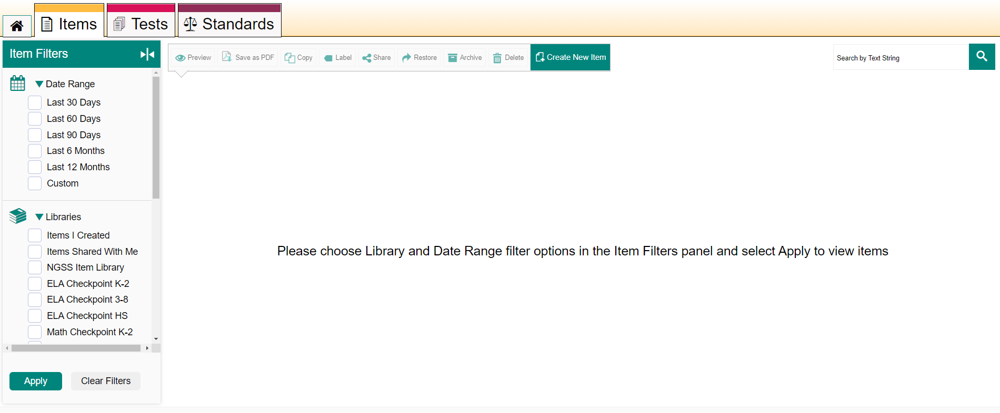 Items
Tests
Standards
Item Filters
Preview
Save as PDF
Copy
Label
Share
Restore
Archive
Delete
Create New Item
Search by Text String
Date Range
Last 30 Days
Last 60 Days
Last 90 Days
Last 6 Months
Last 12 Months
Custom
Libraries
Items I Created
Items Shared With Me
NGSS Item Library
ELA Checkpoint K-2
ELA Checkpoint 3-8
ELA Checkpoint HS
Math Checkpoint K-2
Apply
Clear Filters
Please choose Library and Date Range filter options in the Item Filters panel and select Apply to view items